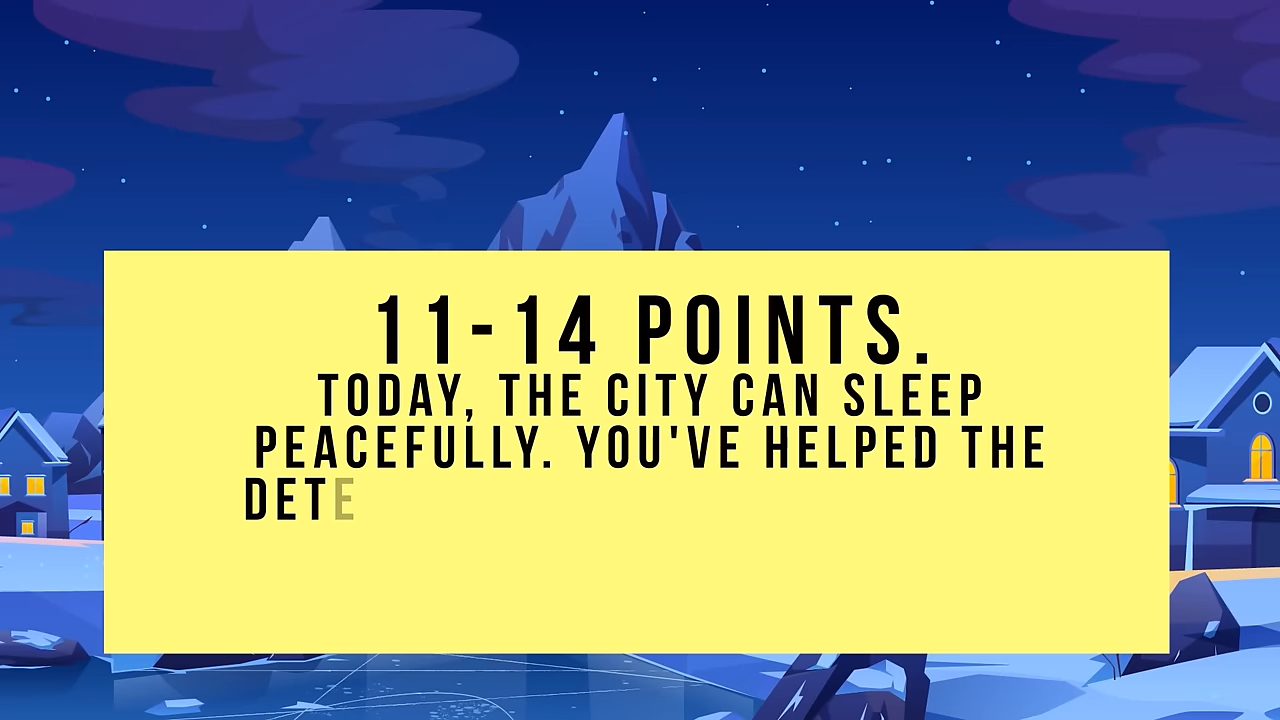 11-14 POINTS.
TODAY, THE CITY CAN SLEEP
PEACEFULLY. YOU'VE HELPED THE
DETE